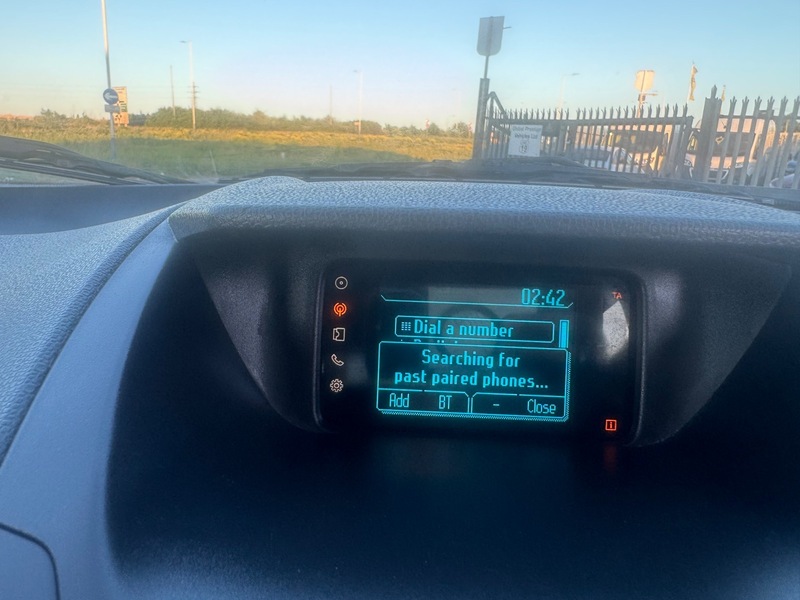 02:42
TA
Dial a number
Searching for
past paired phones...
Add BT - Close
i